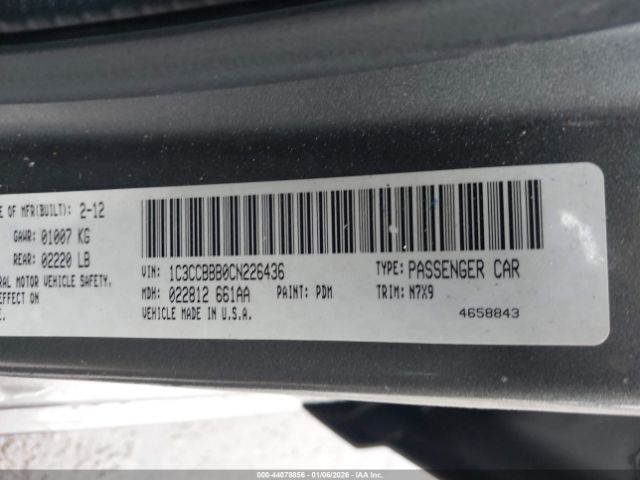 E OF MFR(BUILT): 2-12
GAWR: 01007 KG
REAR: 02220 LB
RAL MOTOR VEHICLE SAFETY,
EFFECT ON
E.
VIN: 1C3CCBBB0CN226436
TYPE: PASSENGER CAR
MDH: 022812 661AA
PAINT: PDM
TRIM: N7X9
VEHICLE MADE IN U.S.A.
4658843
000-44078856 | 01/06/2026 - IAA Inc.